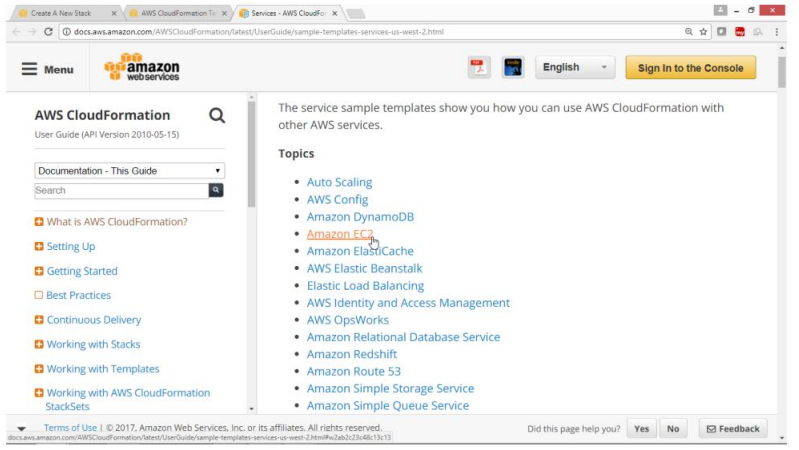 Create A New Stack
AWS CloudFormation Te
Services - AWS CloudFo
docs.aws.amazon.com/AWSCloudFormation/latest/UserGuide/sample-templates-services-us-west-2.html
Menu
amazon
webservices
English
Sign In to the Console
AWS CloudFormation
User Guide (API Version 2010-05-15)
Documentation - This Guide
Search
What is AWS CloudFormation?
Setting Up
Getting Started
Best Practices
Continuous Delivery
Working with Stacks
Working with Templates
Working with AWS CloudFormation
StackSets
The service sample templates show you how you can use AWS CloudFormation with
other AWS services.
Topics
• Auto Scaling
• AWS Config
• Amazon DynamoDB
• Amazon EC2
• Amazon ElastiCache
• AWS Elastic Beanstalk
• Elastic Load Balancing
• AWS Identity and Access Management
• AWS OpsWorks
• Amazon Relational Database Service
• Amazon Redshift
• Amazon Route 53
• Amazon Simple Storage Service
• Amazon Simple Queue Service
Terms of Use | © 2017, Amazon Web Services, Inc. or its affiliates. All rights reserved.
Did this page help you?
Yes
No
Feedback
docs.aws.amazon.com/AWSCloudFormation/latest/UserGuide/sample-templates-services-us-west-2.html#w2ab2c23c48c13c13